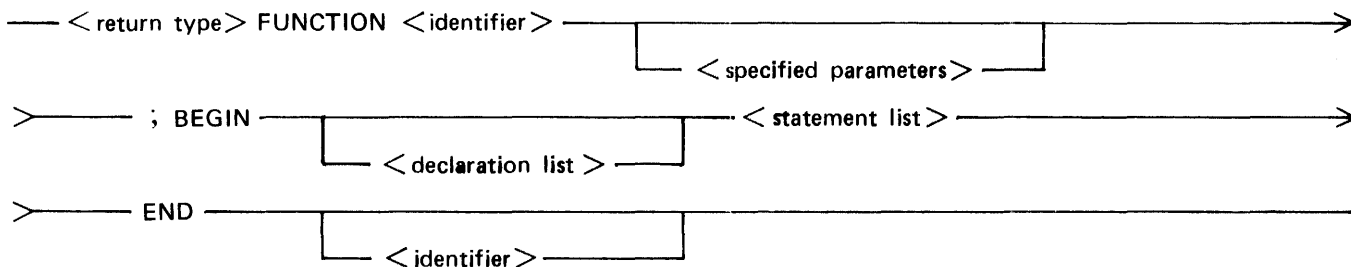 <return type> FUNCTION <identifier>
<specified parameters>
; BEGIN <statement list>
<declaration list>
END
<identifier>